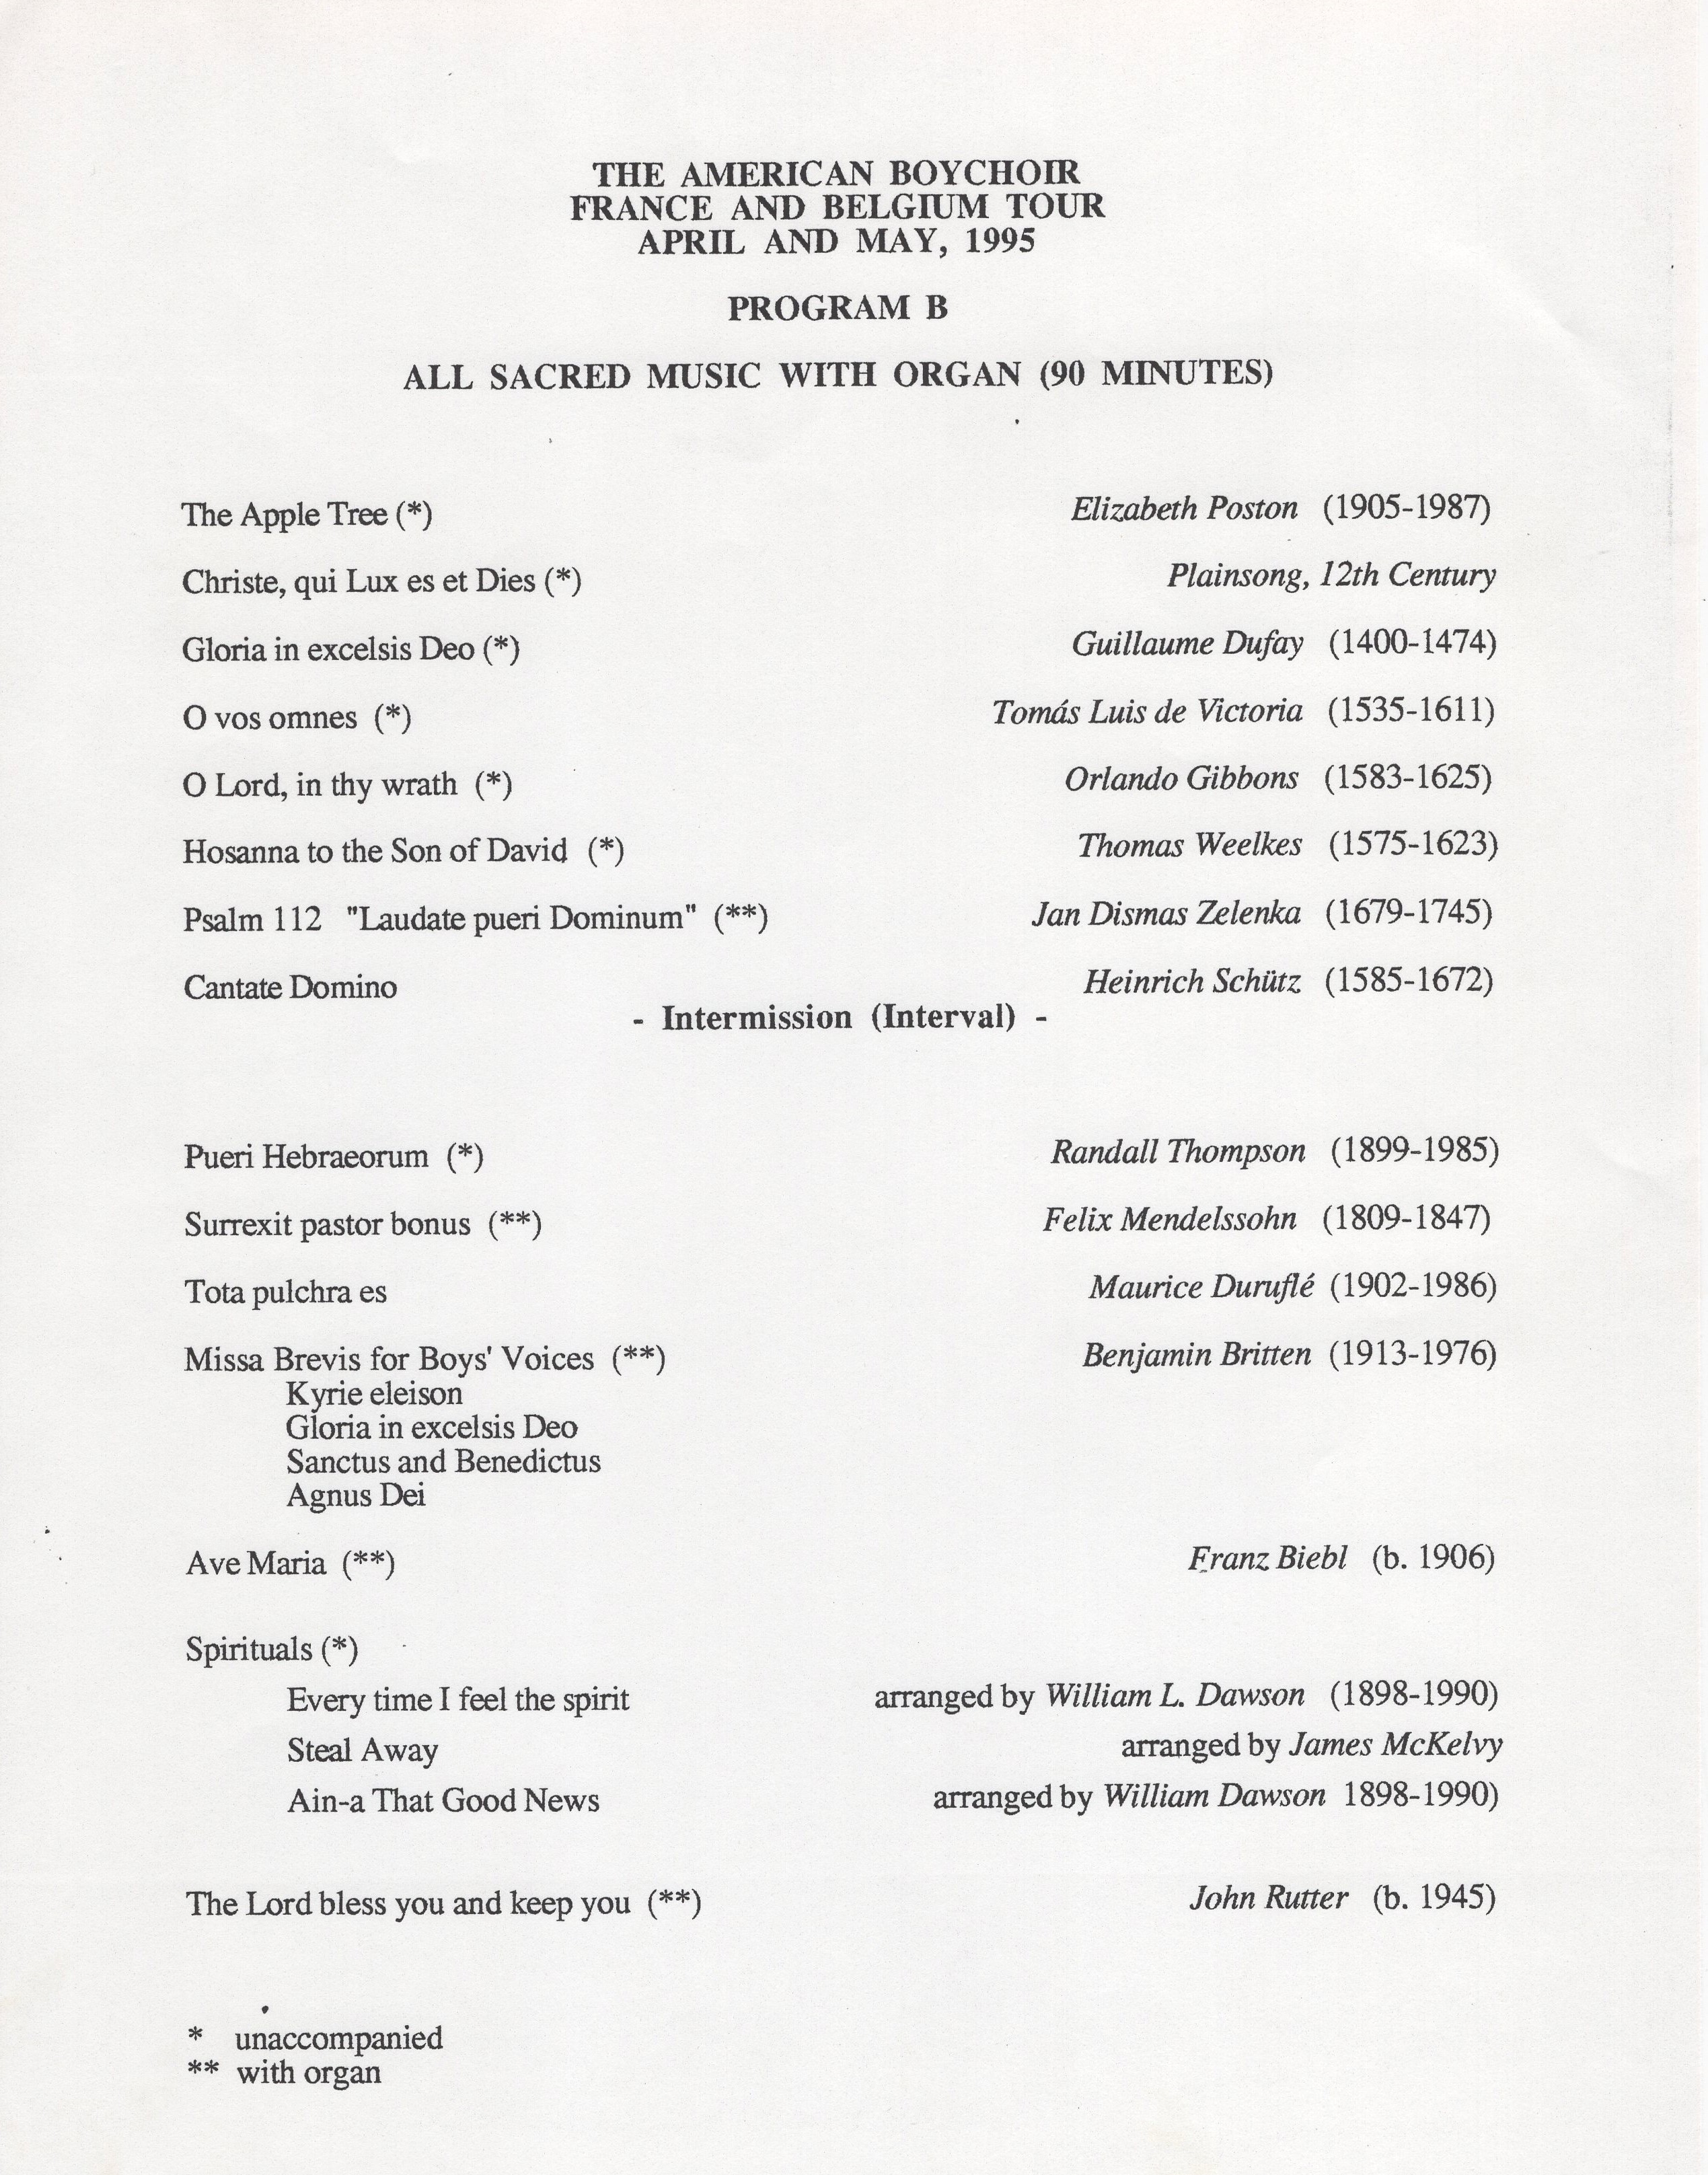 THE AMERICAN BOYCHOIR
FRANCE AND BELGIUM TOUR
APRIL AND MAY, 1995
PROGRAM B
ALL SACRED MUSIC WITH ORGAN (90 MINUTES)
The Apple Tree (*) Elizabeth Poston (1905-1987)
Christe, qui Lux es et Dies (*) Plainsong, 12th Century
Gloria in excelsis Deo (*) Guillaume Dufay (1400-1474)
O vos omnes (*) Tomás Luis de Victoria (1535-1611)
O Lord, in thy wrath (*) Orlando Gibbons (1583-1625)
Hosanna to the Son of David (*) Thomas Weelkes (1575-1623)
Psalm 112 "Laudate pueri Dominum" (**) Jan Dismas Zelenka (1679-1745)
Cantate Domino Heinrich Schütz (1585-1672)
- Intermission (Interval) -
Pueri Hebraeorum (*) Randall Thompson (1899-1985)
Surrexit pastor bonus (**) Felix Mendelssohn (1809-1847)
Tota pulchra es Maurice Duruflé (1902-1986)
Missa Brevis for Boys' Voices (**) Benjamin Britten (1913-1976)
Kyrie eleison
Gloria in excelsis Deo
Sanctus and Benedictus
Agnus Dei
Ave Maria (**) Franz Biebl (b. 1906)
Spirituals (*)
Every time I feel the spirit arranged by William L. Dawson (1898-1990)
Steal Away arranged by James McKelvy
Ain-a That Good News arranged by William Dawson 1898-1990)
The Lord bless you and keep you (**) John Rutter (b. 1945)
* unaccompanied
** with organ